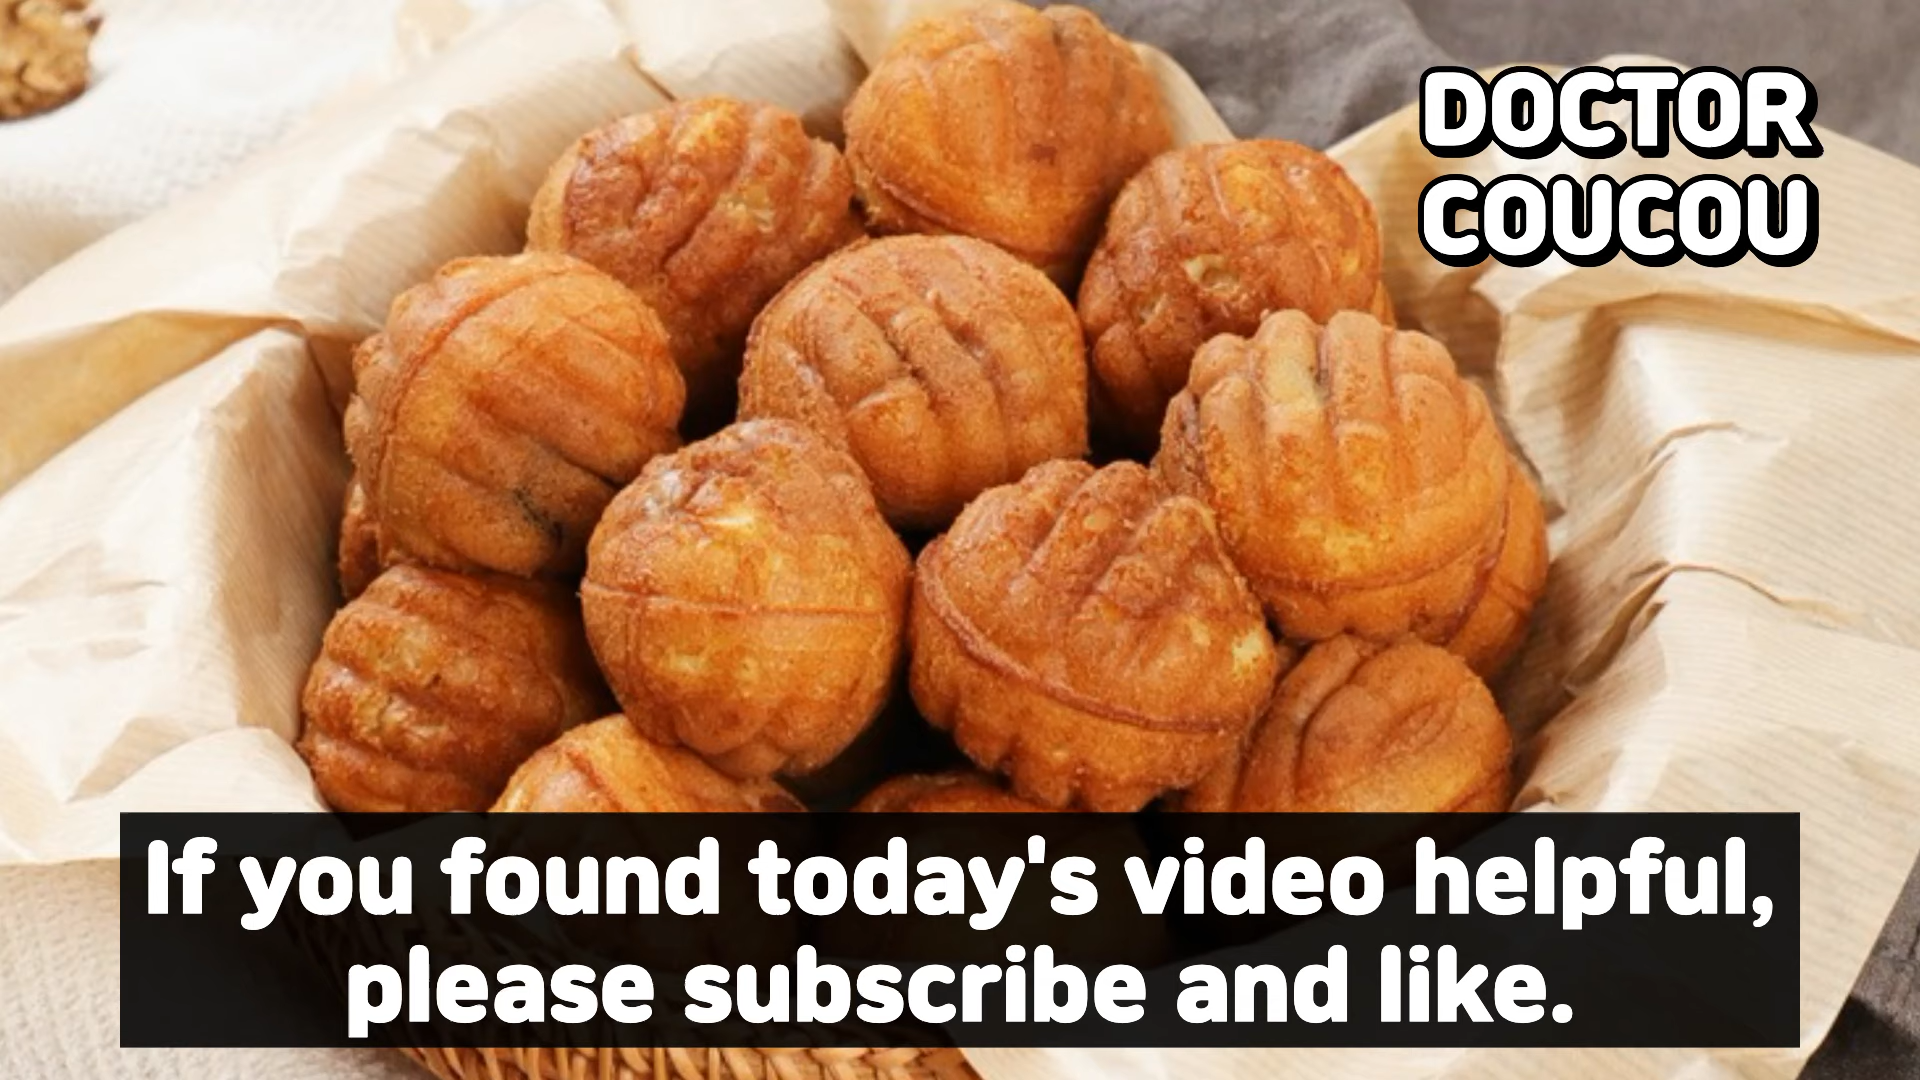 DOCTOR
COUCOU
If you found today's video helpful,
please subscribe and like.